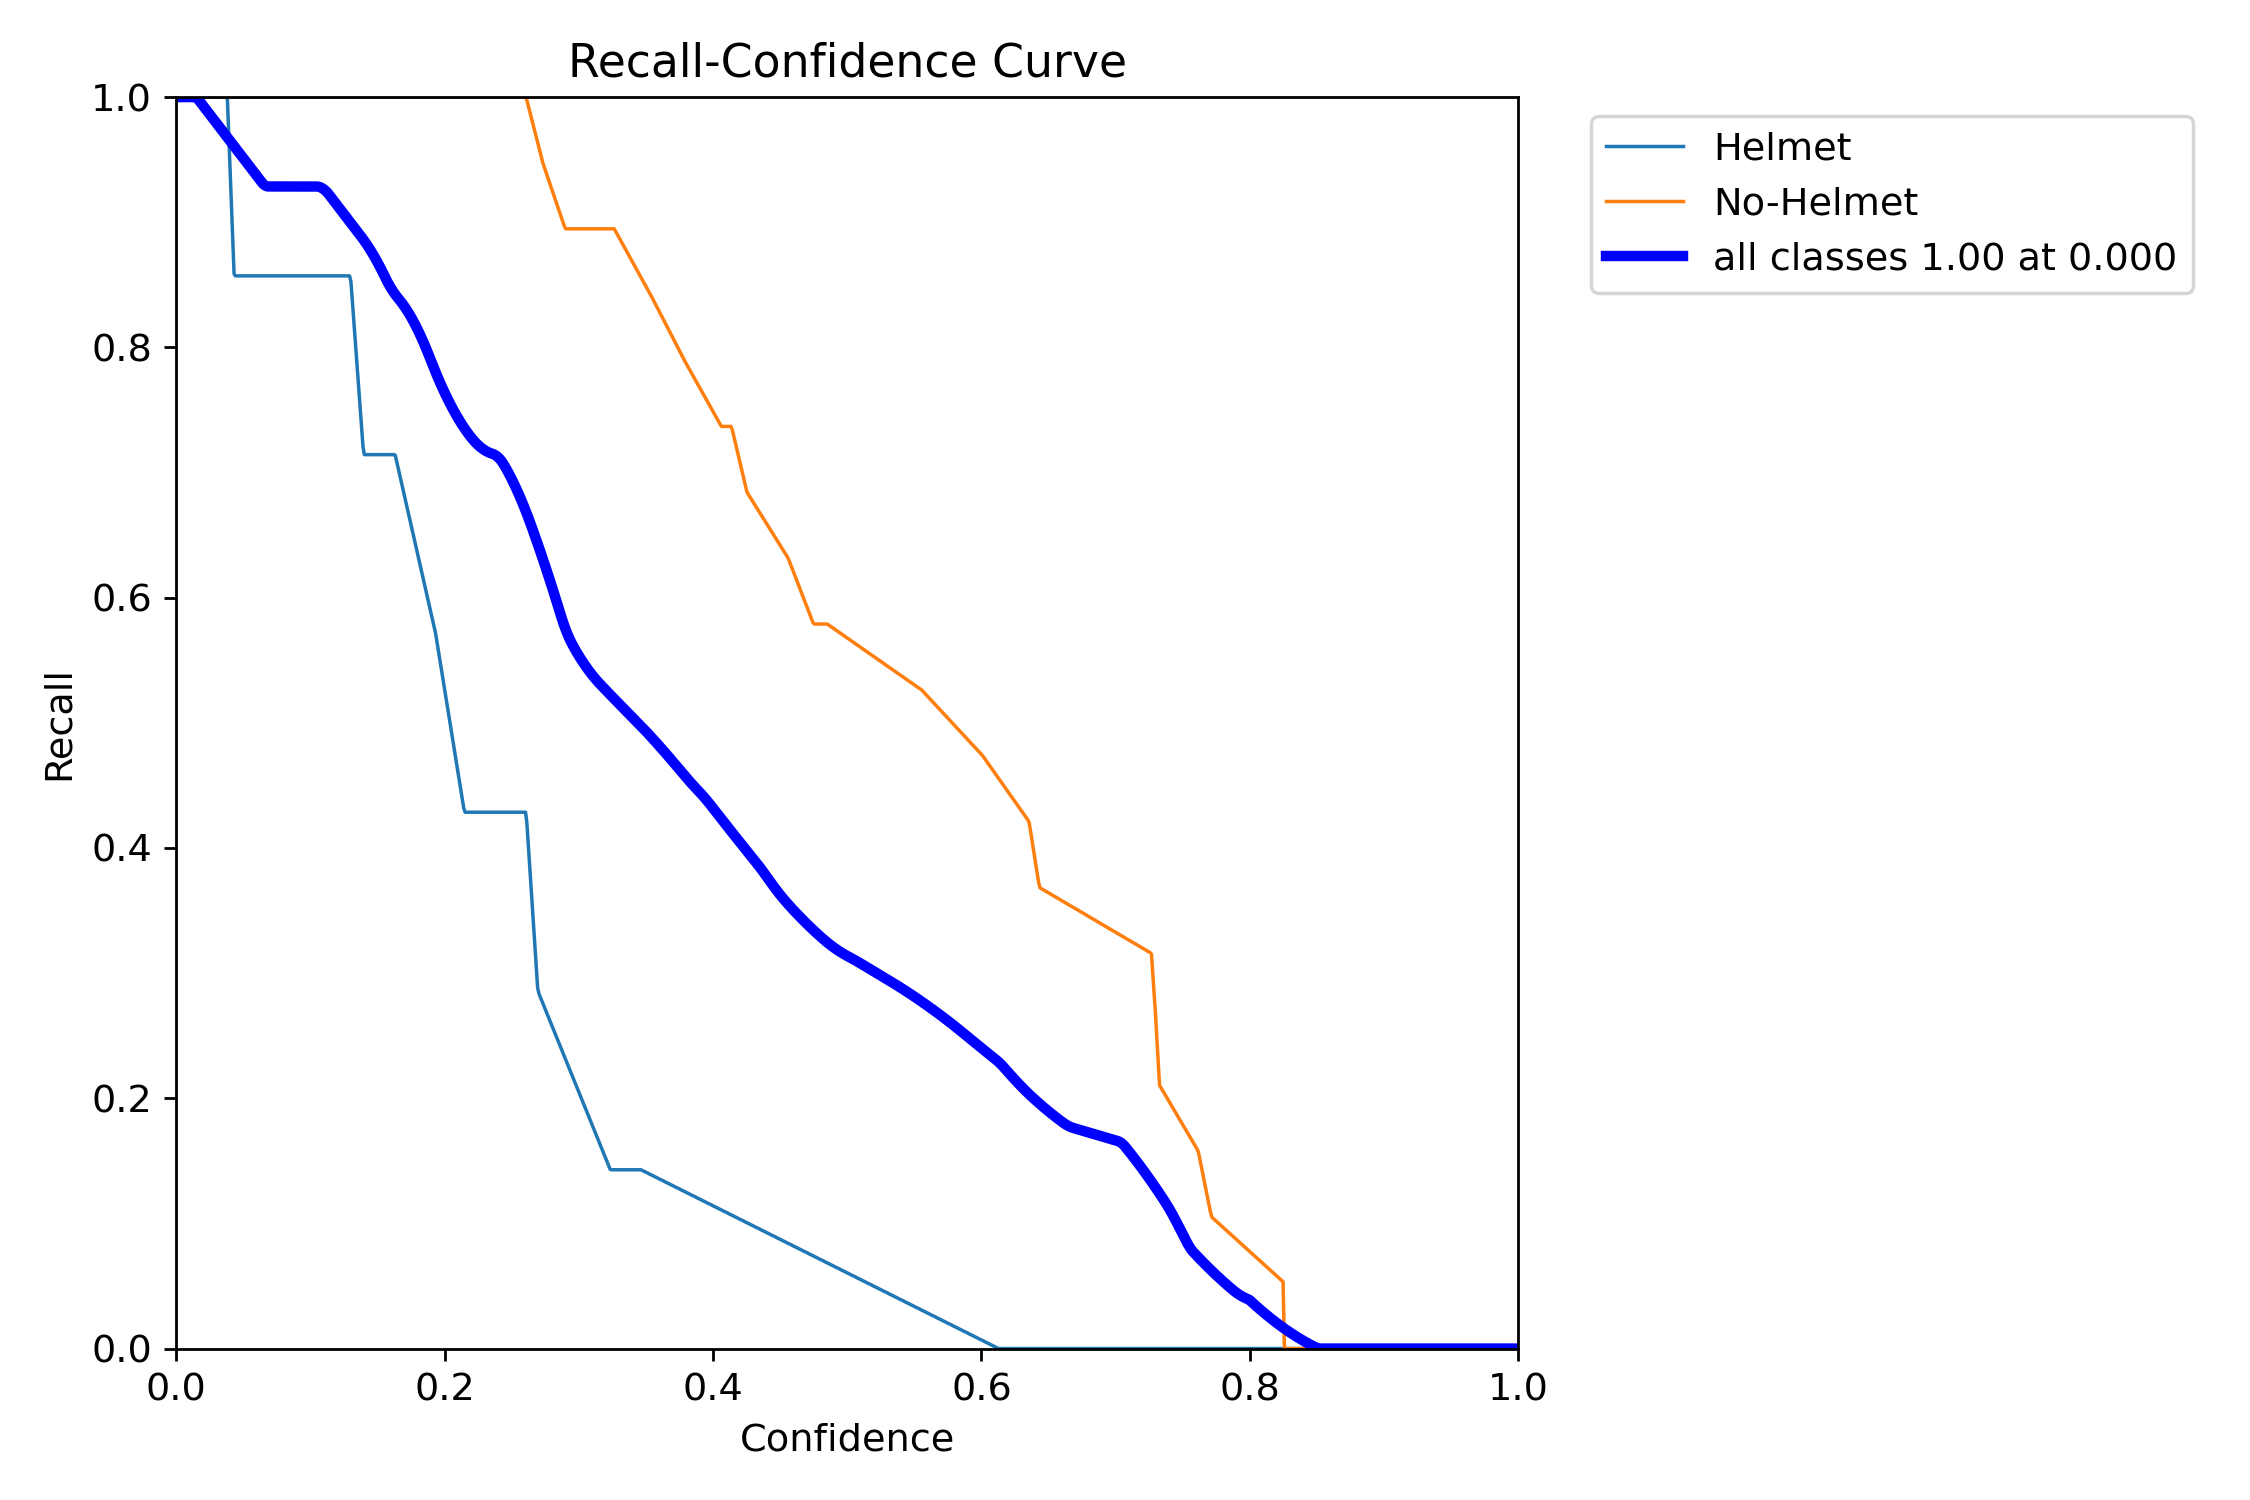 Recall-Confidence Curve
1.0
0.8
0.6
0.4
0.2
0.0
Recall
0.0 0.2 0.4 0.6 0.8 1.0
Confidence
Helmet
No-Helmet
all classes 1.00 at 0.000